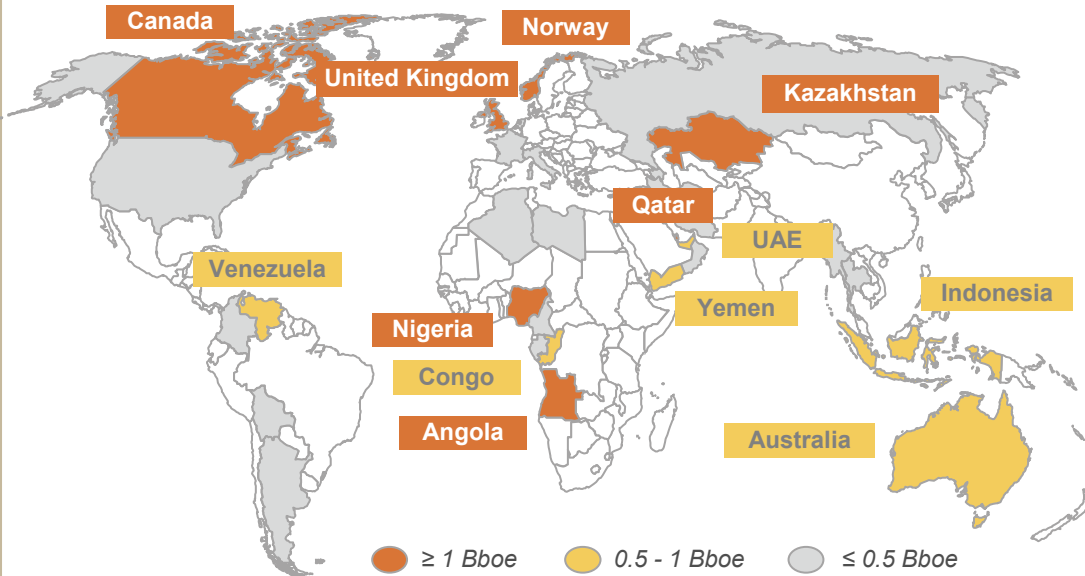 Canada
Norway
United Kingdom
Kazakhstan
Qatar
UAE
Venezuela
Indonesia
Yemen
Nigeria
Congo
Angola
Australia
≥ 1 Bboe
0.5 - 1 Bboe
≤ 0.5 Bboe